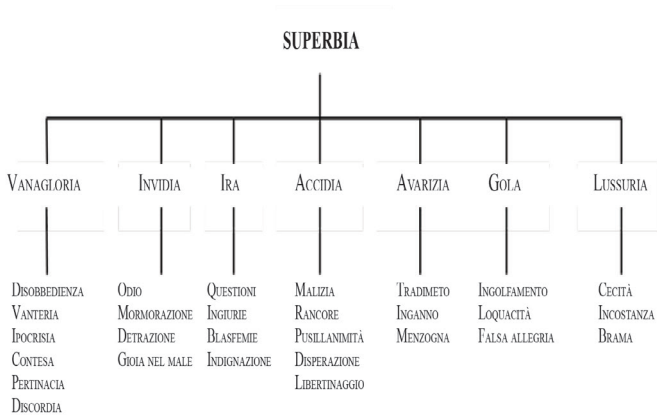 SUPERBIA
VANAGLORIA
INVIDIA
IRA
ACCIDIA
AVARIZIA
GOLA
LUSSURIA
DISOBBEDIENZA
VANTERIA
IPOCRISIA
CONTESA
PERTINACIA
DISCORDIA
ODIO
MORMORAZIONE
DETRAZIONE
GIOIA NEL MALE
QUESTIONI
INGIURIE
BLASFEMIE
INDIGNAZIONE
MALIZIA
RANCORE
PUSILLANIMITÀ
DISPERAZIONE
LIBERTINAGGIO
TRADIMETO
INGANNO
MENZOGNA
INGOLFAMENTO
LOQUACITÀ
FALSA ALLEGRIA
CECITÀ
INCOSTANZA
BRAMA